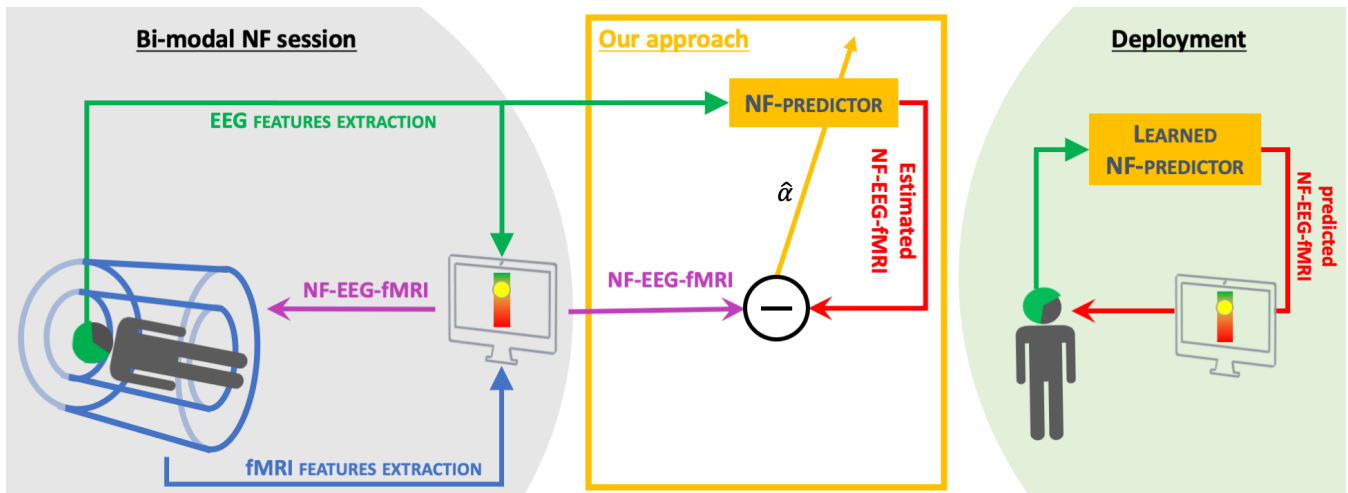 Bi-modal NF session
EEG FEATURES EXTRACTION
NF-EEG-fMRI
fMRI FEATURES EXTRACTION
Our approach
NF-PREDICTOR
Estimated
NF-EEG-fMRI
α̂
NF-EEG-fMRI
Deployment
LEARNED
NF-PREDICTOR
predicted
NF-EEG-fMRI